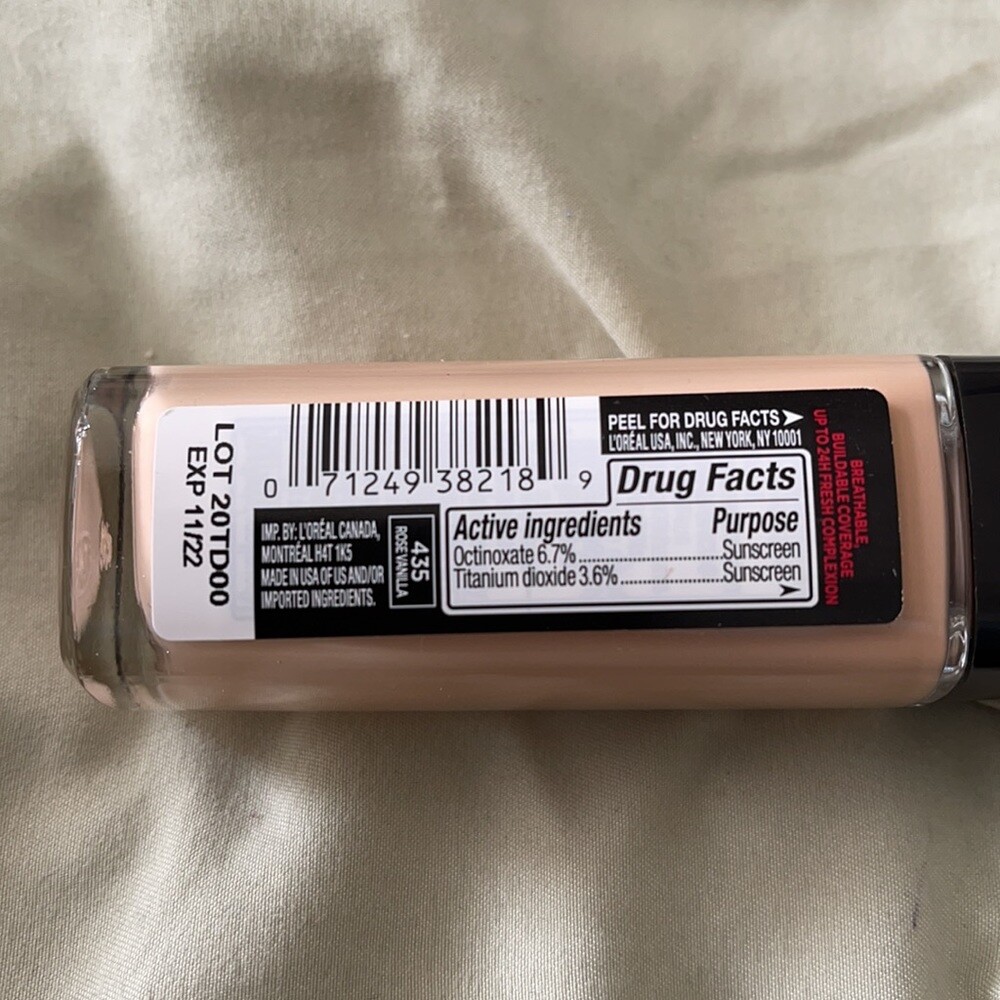 LOT 20TD00
EXP 11/22
0 71249 38218 9
PEEL FOR DRUG FACTS
L'ORÉAL USA, INC., NEW YORK, NY 10001
Drug Facts
Active ingredients Purpose
Octinoxate 6.7%..............................Sunscreen
Titanium dioxide 3.6%.....................Sunscreen
IMP. BY: L'ORÉAL CANADA,
MONTRÉAL H4T 1K5
MADE IN USA OF US AND/OR
IMPORTED INGREDIENTS.
435
ROSE VANILLA
BREATHABLE,
BUILDABLE COVERAGE
UP TO 24H FRESH COMPLEXION